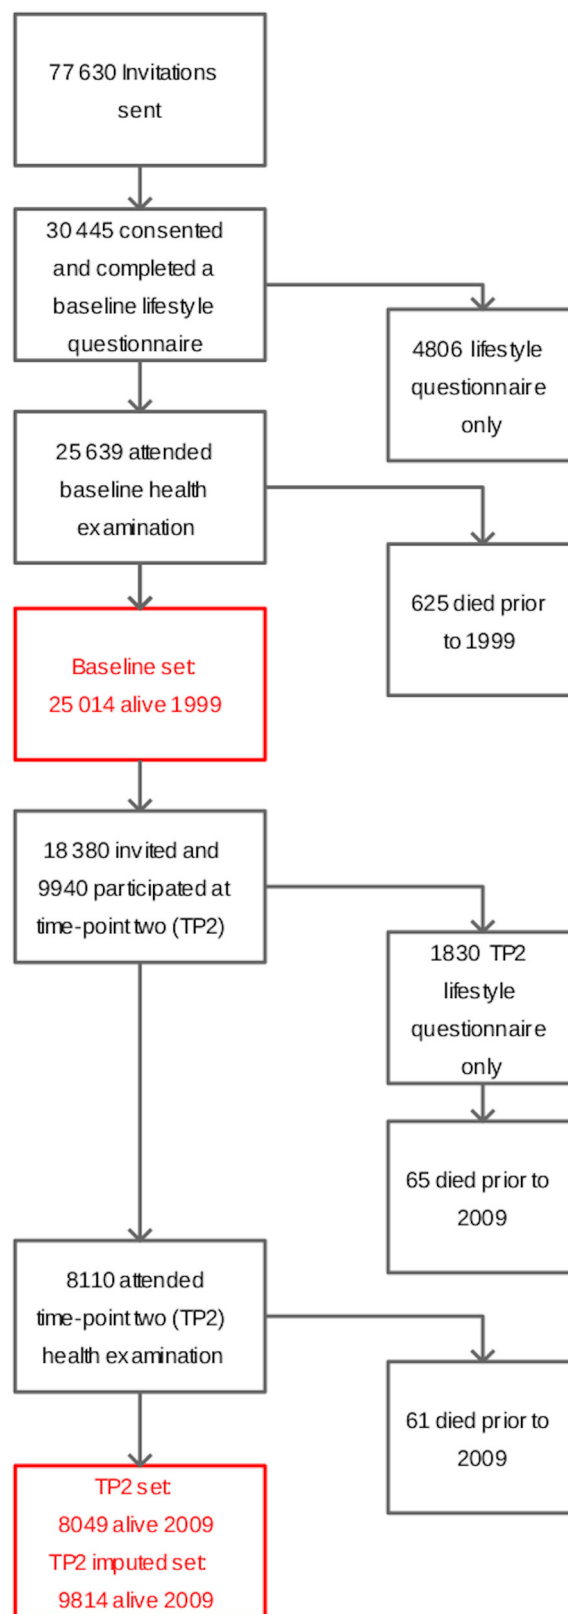 77 630 Invitations
sent
30 445 consented
and completed a
baseline lifestyle
questionnaire
4806 lifestyle
questionnaire
only
25 639 attended
baseline health
examination
625 died prior
to 1999
Baseline set:
25 014 alive 1999
18 380 invited and
9940 participated at
time-point two (TP2)
1830 TP2
lifestyle
questionnaire
only
65 died prior to
2009
8110 attended
time-point two (TP2)
health examination
61 died prior to
2009
TP2 set:
8049 alive 2009
TP2 imputed set:
9814 alive 2009